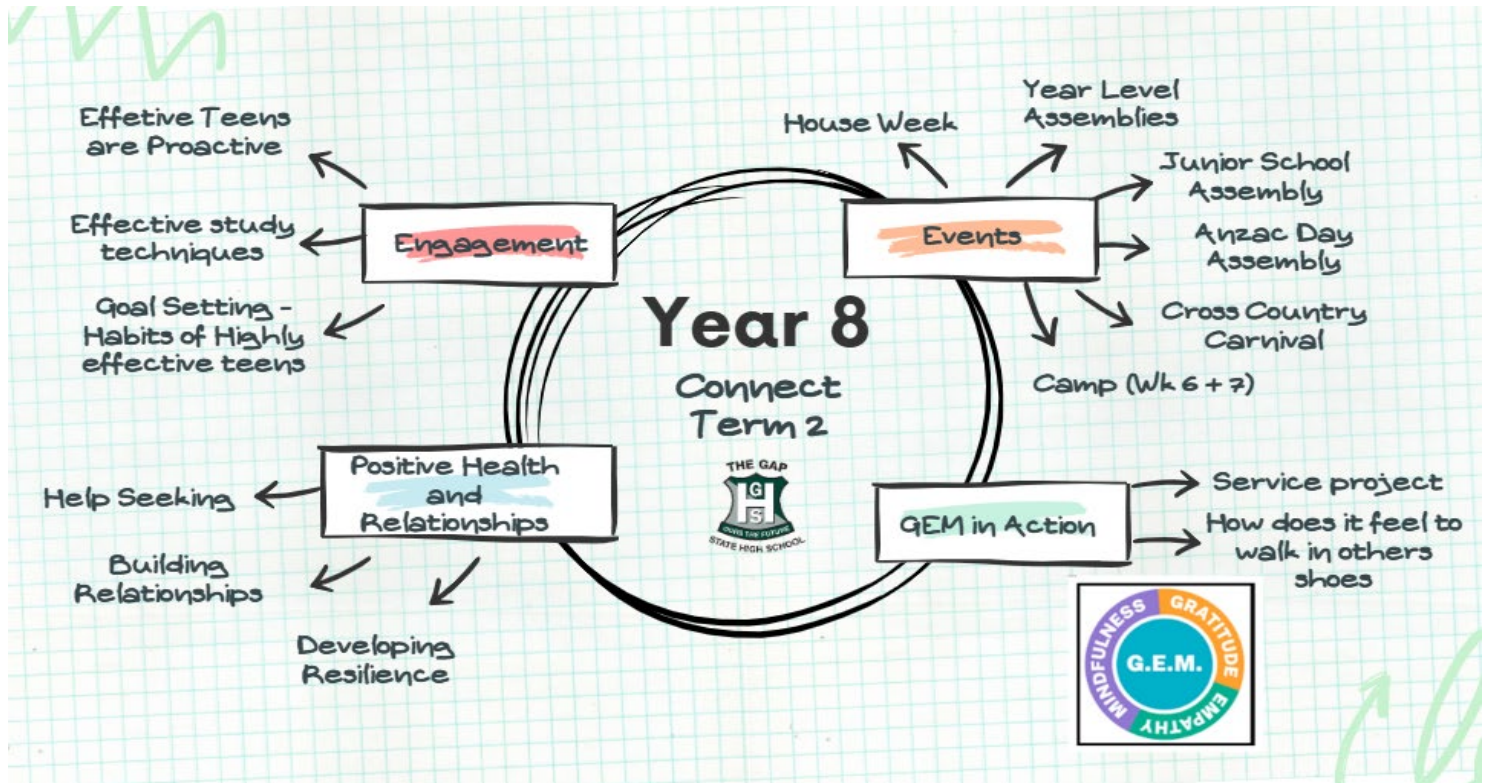 Effetive Teens
are Proactive
Effective study
techniques
Goal Setting -
Habits of Highly
effective teens
Engagement
House Week
Year Level
Assemblies
Junior School
Assembly
Anzac Day
Assembly
Cross Country
Carnival
Camp (Wk 6 + 7)
Events
Year 8
Connect
Term 2
THE GAP
G
H
S
OURS THE FUTURE
STATE HIGH SCHOOL
Positive Health
and
Relationships
Help Seeking
Building
Relationships
Developing
Resilience
GEM in Action
Service project
How does it feel to
walk in others
shoes
MINDFULNESS
GRATITUDE
EMPATHY
G.E.M.